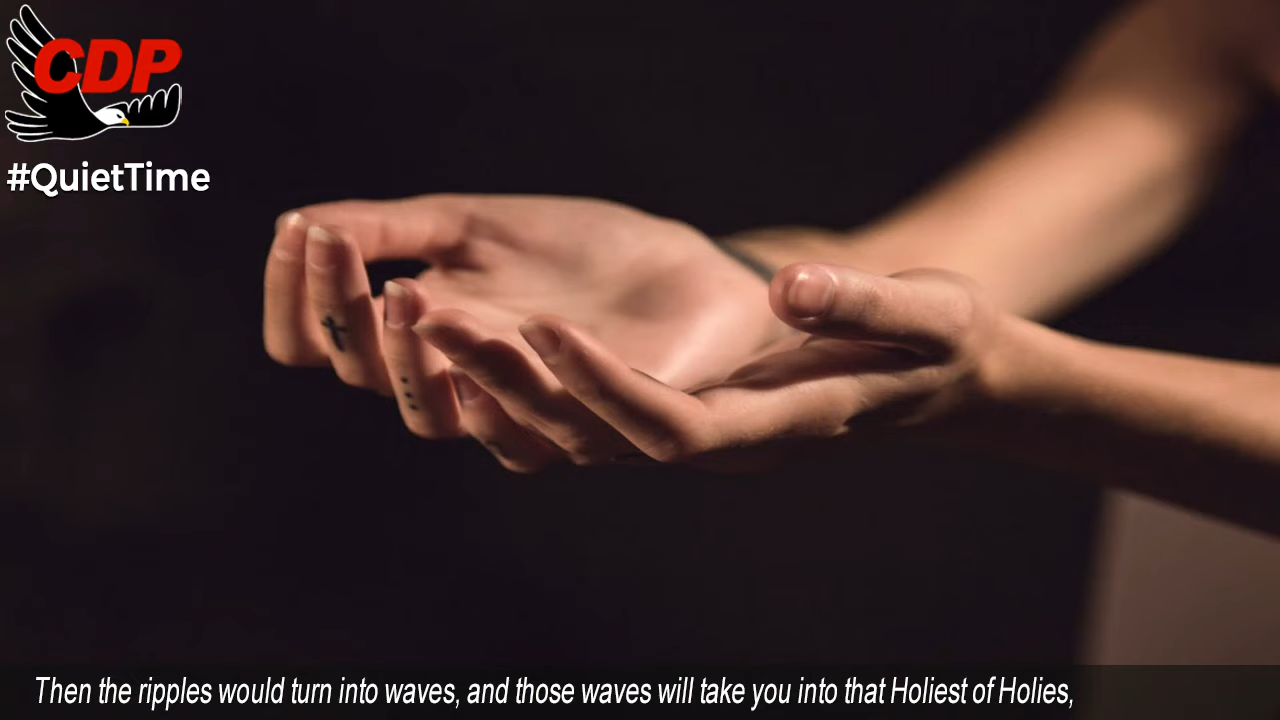 CDP
#QuietTime
Then the ripples would turn into waves, and those waves will take you into that Holiest of Holies,